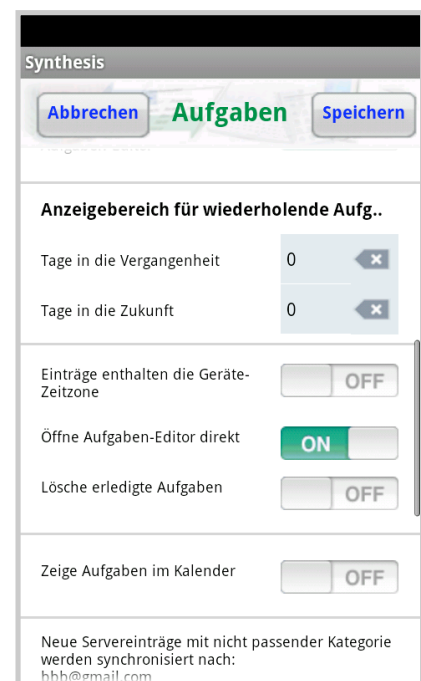 Synthesis
Abbrechen Aufgaben Speichern
Anzeigebereich für wiederholende Aufg..
Tage in die Vergangenheit 0
Tage in die Zukunft 0
Einträge enthalten die Geräte-
Zeitzone OFF
Öffne Aufgaben-Editor direkt ON
Lösche erledigte Aufgaben OFF
Zeige Aufgaben im Kalender OFF
Neue Servereinträge mit nicht passender Kategorie
werden synchronisiert nach:
bbb@gmail.com